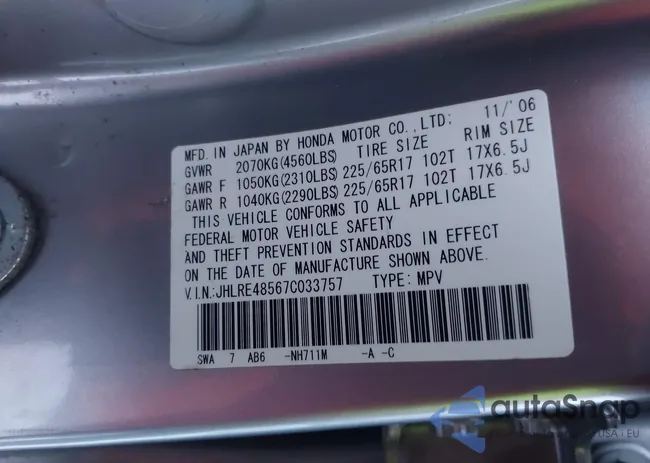 MFD. IN JAPAN BY HONDA MOTOR CO., LTD: 11/'06
GVWR 2070KG(4560LBS) TIRE SIZE RIM SIZE
GAWR F 1050KG(2310LBS) 225/65R17 102T 17X6.5J
GAWR R 1040KG(2290LBS) 225/65R17 102T 17X6.5J
THIS VEHICLE CONFORMS TO ALL APPLICABLE
FEDERAL MOTOR VEHICLE SAFETY
AND THEFT PREVENTION STANDARDS IN EFFECT
ON THE DATE OF MANUFACTURE SHOWN ABOVE.
V.I.N.:JHLRE48567C033757 TYPE: MPV
SWA 7 AB6 -NH711M -A -C
autoSnap
USA | EU